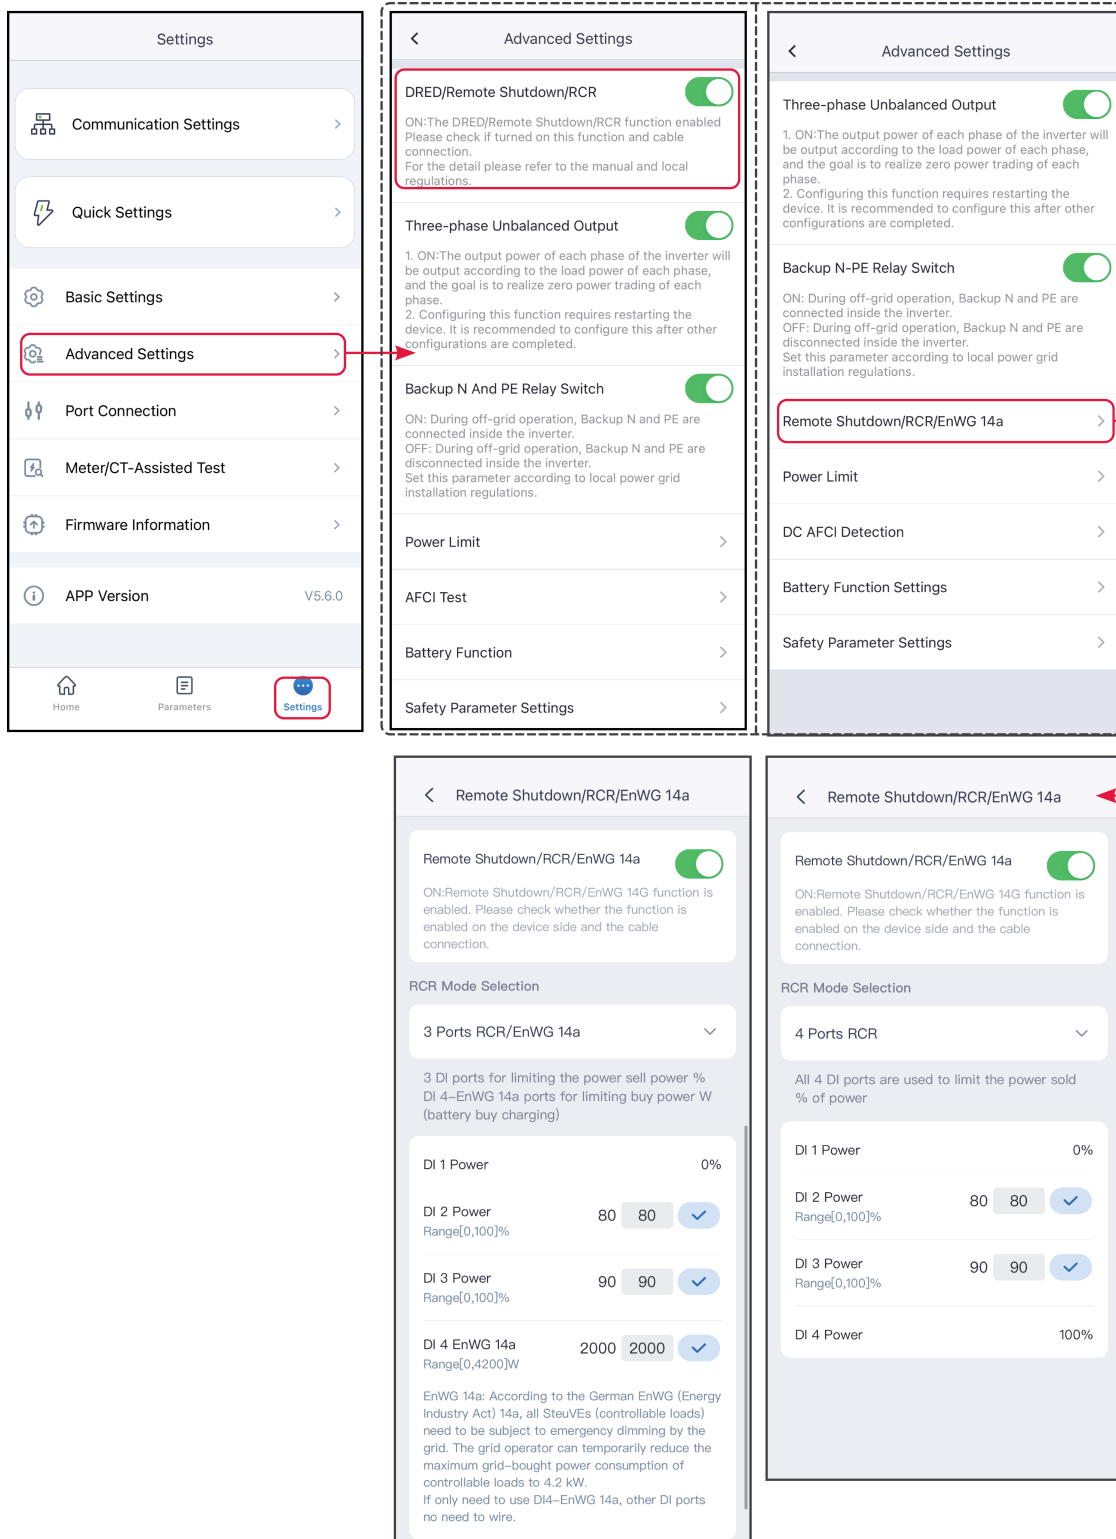 Settings
Communication Settings
Quick Settings
Basic Settings
Advanced Settings
Port Connection
Meter/CT-Assisted Test
Firmware Information
APP Version V5.6.0
Home Parameters Settings
Advanced Settings
DRED/Remote Shutdown/RCR
ON:The DRED/Remote Shutdown/RCR function enabled
Please check if turned on this function and cable
connection.
For the detail please refer to the manual and local
regulations.
Three-phase Unbalanced Output
1. ON:The output power of each phase of the inverter will
be output according to the load power of each phase,
and the goal is to realize zero power trading of each
phase.
2. Configuring this function requires restarting the
device. It is recommended to configure this after other
configurations are completed.
Backup N And PE Relay Switch
ON: During off-grid operation, Backup N and PE are
connected inside the inverter.
OFF: During off-grid operation, Backup N and PE are
disconnected inside the inverter.
Set this parameter according to local power grid
installation regulations.
Power Limit
AFCI Test
Battery Function
Safety Parameter Settings
Advanced Settings
Three-phase Unbalanced Output
1. ON:The output power of each phase of the inverter will
be output according to the load power of each phase,
and the goal is to realize zero power trading of each
phase.
2. Configuring this function requires restarting the
device. It is recommended to configure this after other
configurations are completed.
Backup N-PE Relay Switch
ON: During off-grid operation, Backup N and PE are
connected inside the inverter.
OFF: During off-grid operation, Backup N and PE are
disconnected inside the inverter.
Set this parameter according to local power grid
installation regulations.
Remote Shutdown/RCR/EnWG 14a
Power Limit
DC AFCI Detection
Battery Function Settings
Safety Parameter Settings
Remote Shutdown/RCR/EnWG 14a
Remote Shutdown/RCR/EnWG 14a
ON:Remote Shutdown/RCR/EnWG 14G function is
enabled. Please check whether the function is
enabled on the device side and the cable
connection.
RCR Mode Selection
3 Ports RCR/EnWG 14a
3 DI ports for limiting the power sell power %
DI 4-EnWG 14a ports for limiting buy power W
(battery buy charging)
DI 1 Power 0%
DI 2 Power 80 80
Range[0,100]%
DI 3 Power 90 90
Range[0,100]%
DI 4 EnWG 14a 2000 2000
Range[0,4200]W
EnWG 14a: According to the German EnWG (Energy
Industry Act) 14a, all SteuVEs (controllable loads)
need to be subject to emergency dimming by the
grid. The grid operator can temporarily reduce the
maximum grid-bought power consumption of
controllable loads to 4.2 kW.
If only need to use DI4-EnWG 14a, other DI ports
no need to wire.
Remote Shutdown/RCR/EnWG 14a
Remote Shutdown/RCR/EnWG 14a
ON:Remote Shutdown/RCR/EnWG 14G function is
enabled. Please check whether the function is
enabled on the device side and the cable
connection.
RCR Mode Selection
4 Ports RCR
All 4 DI ports are used to limit the power sold
% of power
DI 1 Power 0%
DI 2 Power 80 80
Range[0,100]%
DI 3 Power 90 90
Range[0,100]%
DI 4 Power 100%